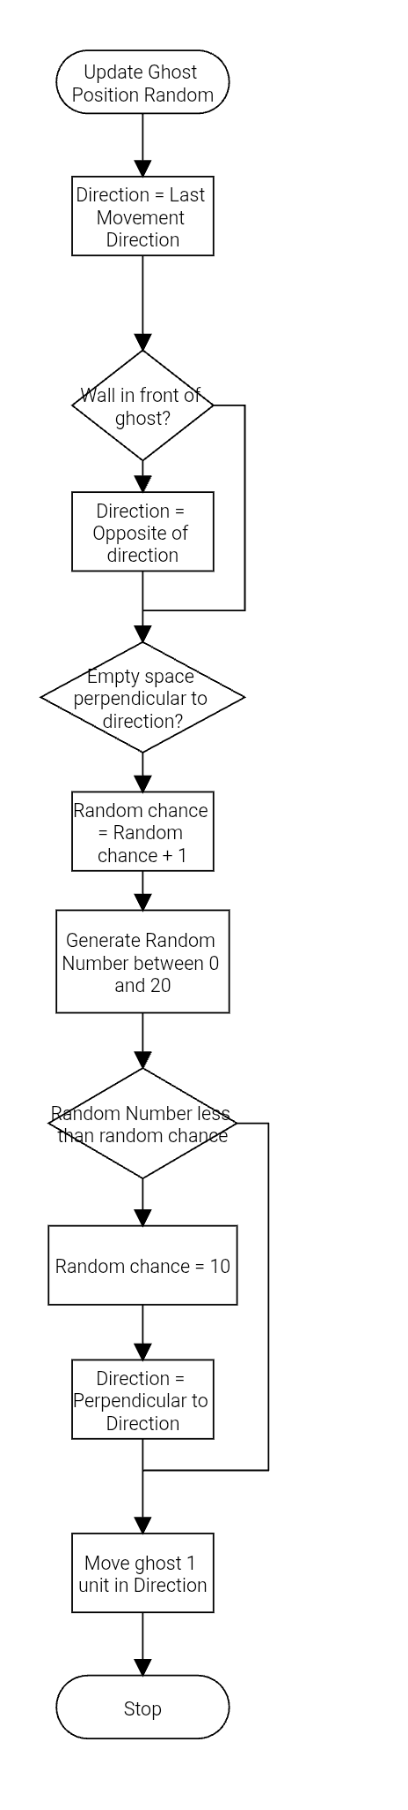 Update Ghost
Position Random
Direction = Last
Movement
Direction
Wall in front of
ghost?
Direction =
Opposite of
direction
Empty space
perpendicular to
direction?
Random chance
= Random
chance + 1
Generate Random
Number between 0
and 20
Random Number less
than random chance
Random chance = 10
Direction =
Perpendicular to
Direction
Move ghost 1
unit in Direction
Stop